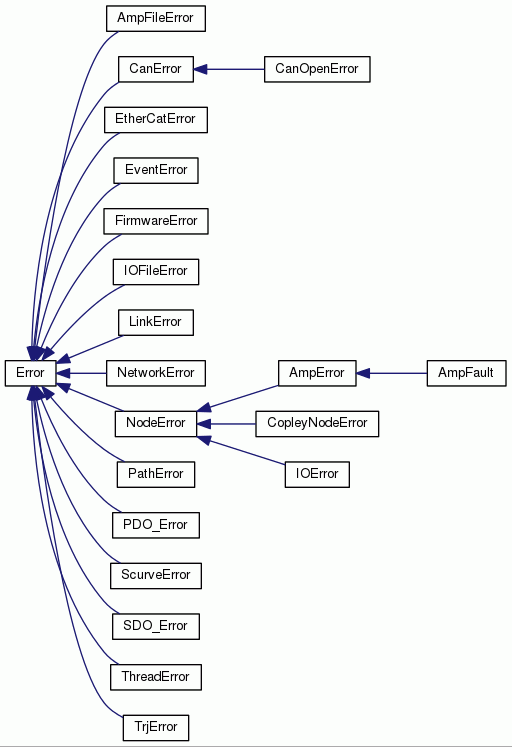 AmpFileError
CanError
CanOpenError
EtherCatError
EventError
FirmwareError
IOFileError
LinkError
Error
NetworkError
AmpError
AmpFault
NodeError
CopleyNodeError
PathError
IOError
PDO_Error
ScurveError
SDO_Error
ThreadError
TrjError